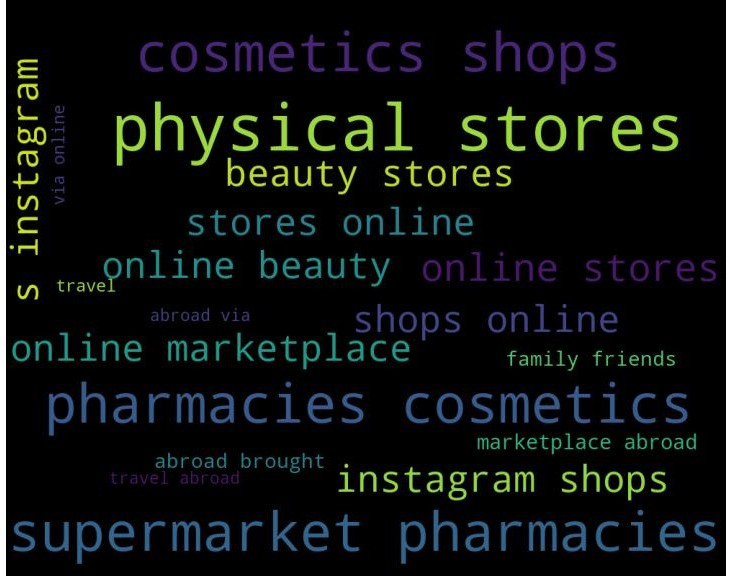 cosmetics shops
s instagram
via online
physical stores
beauty stores
stores online
online beauty
online stores
travel
abroad via
shops online
online marketplace
family friends
pharmacies cosmetics
marketplace abroad
abroad brought
travel abroad
instagram shops
supermarket pharmacies